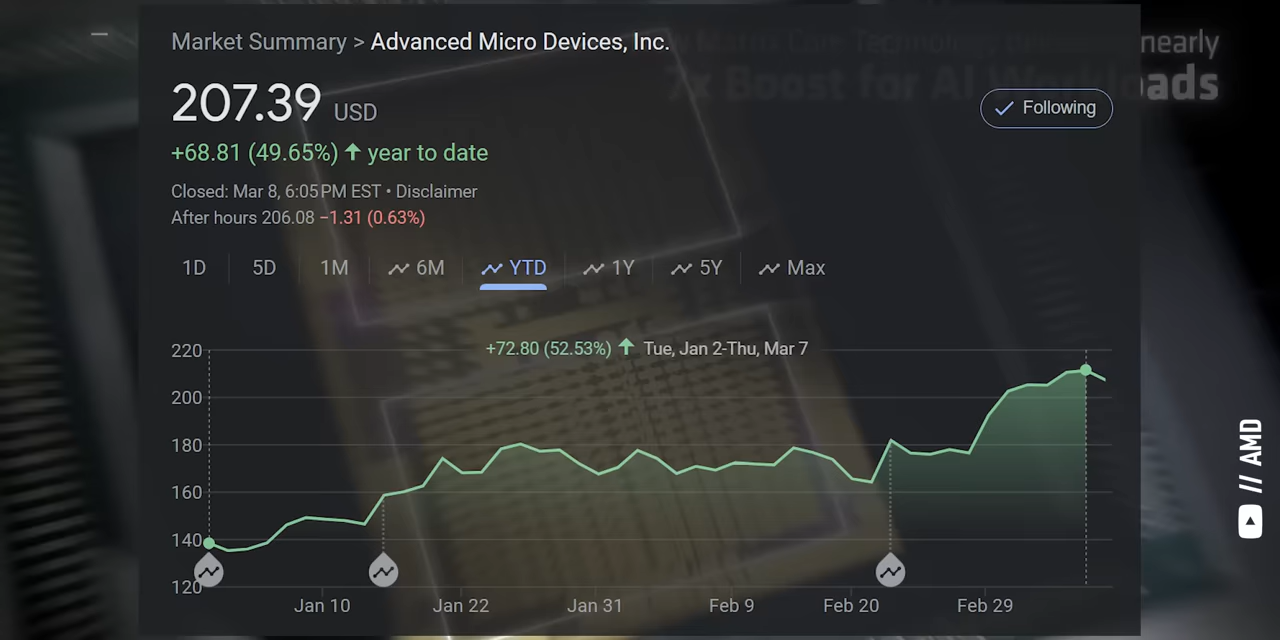 Market Summary > Advanced Micro Devices, Inc.
nearly
7x Boost for AI Workloads
207.39 USD
Following
+68.81 (49.65%) ↑ year to date
Closed: Mar 8, 6:05 PM EST • Disclaimer
After hours 206.08 −1.31 (0.63%)
1D 5D 1M 6M YTD 1Y 5Y Max
+72.80 (52.53%) ↑ Tue, Jan 2-Thu, Mar 7
220
200
180
160
140
120
Jan 10 Jan 22 Jan 31 Feb 9 Feb 20 Feb 29
// AMD